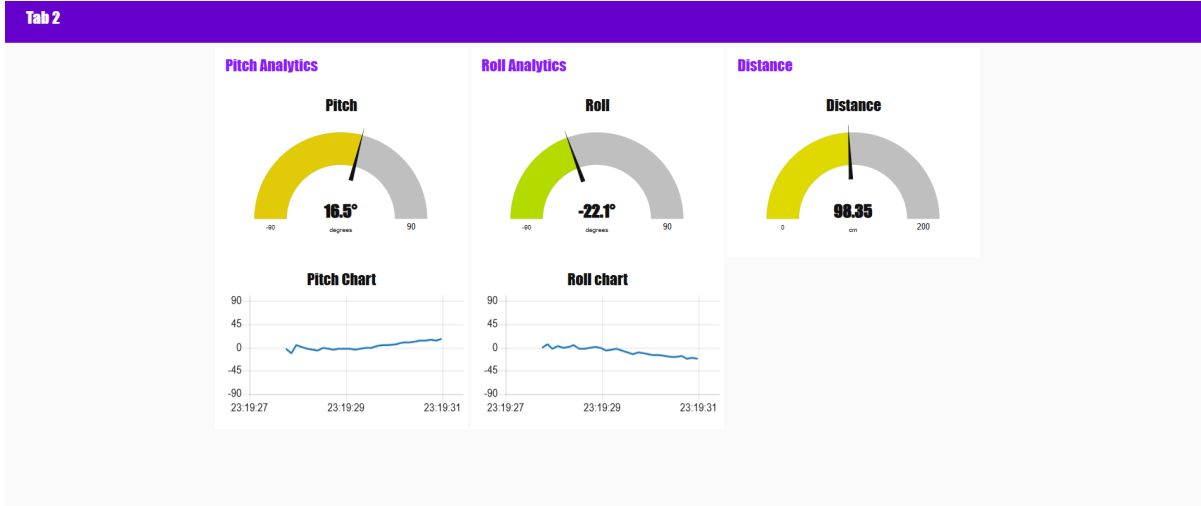 Tab 2
Pitch Analytics
Pitch
16.5°
-90 degrees 90
Pitch Chart
90
45
0
-45
-90
23:19:27 23:19:29 23:19:31
Roll Analytics
Roll
-22.1°
-90 degrees 90
Roll chart
90
45
0
-45
-90
23:19:27 23:19:29 23:19:31
Distance
Distance
98.35
0 cm 200